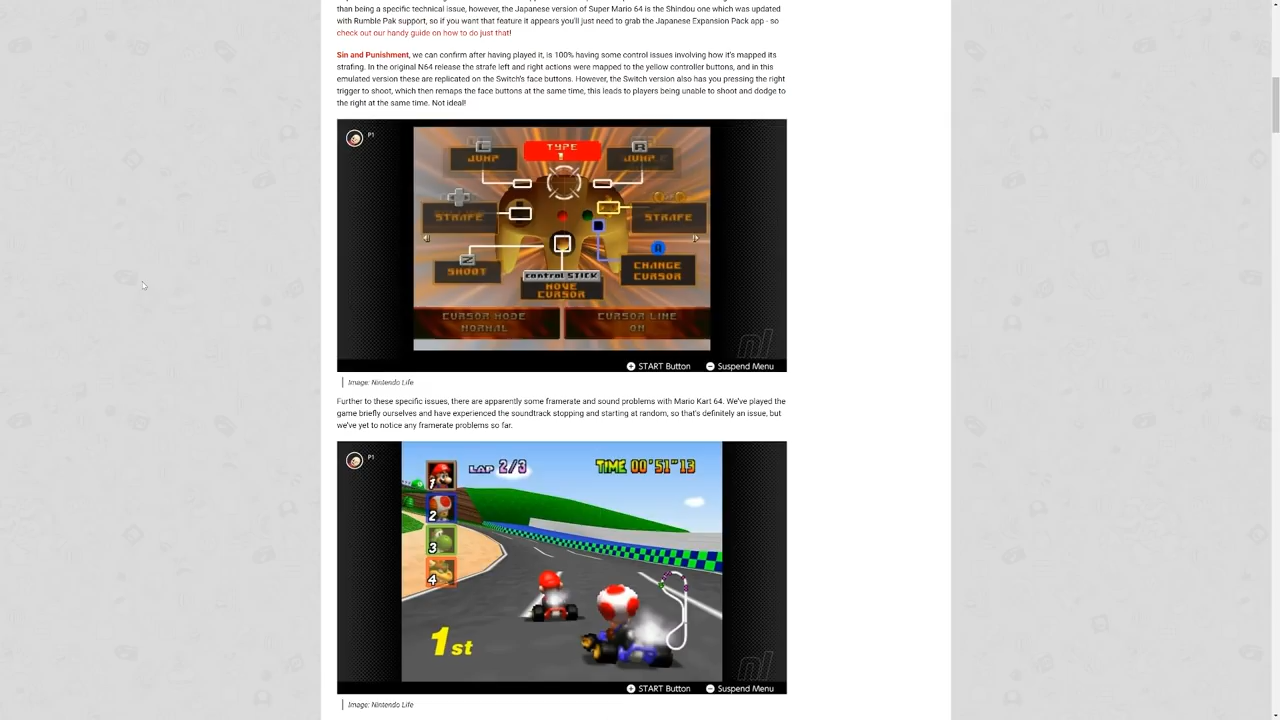 than being a specific technical issue, however, the Japanese version of Super Mario 64 is the Shindou one which was updated
with Rumble Pak support, so if you want that feature it appears you'll just need to grab the Japanese Expansion Pack app - so
check out our handy guide on how to do just that!
Sin and Punishment, we can confirm after having played it, is 100% having some control issues involving how it's mapped its
strafing. In the original N64 release the strafe left and right actions were mapped to the yellow controller buttons, and in this
emulated version these are replicated on the Switch's face buttons. However, the Switch version also has you pressing the right
trigger to shoot, which then remaps the face buttons at the same time, this leads to players being unable to shoot and dodge to
the right at the same time. Not ideal!
P1
L
TYPE
1
R
JUMP
JUMP
STRAFE
STRAFE
Z
A
SHOOT
CHANGE
CURSOR
control STICK
MOVE
CURSOR
CURSOR MODE
NORMAL
CURSOR LINE
ON
nl
START Button
Suspend Menu
Image: Nintendo Life
Further to these specific issues, there are apparently some framerate and sound problems with Mario Kart 64. We've played the
game briefly ourselves and have experienced the soundtrack stopping and starting at random, so that's definitely an issue, but
we've yet to notice any framerate problems so far.
P1
LAP 2/3
TIME 00'51"13
1
2
3
4
1st
nl
START Button
Suspend Menu
Image: Nintendo Life